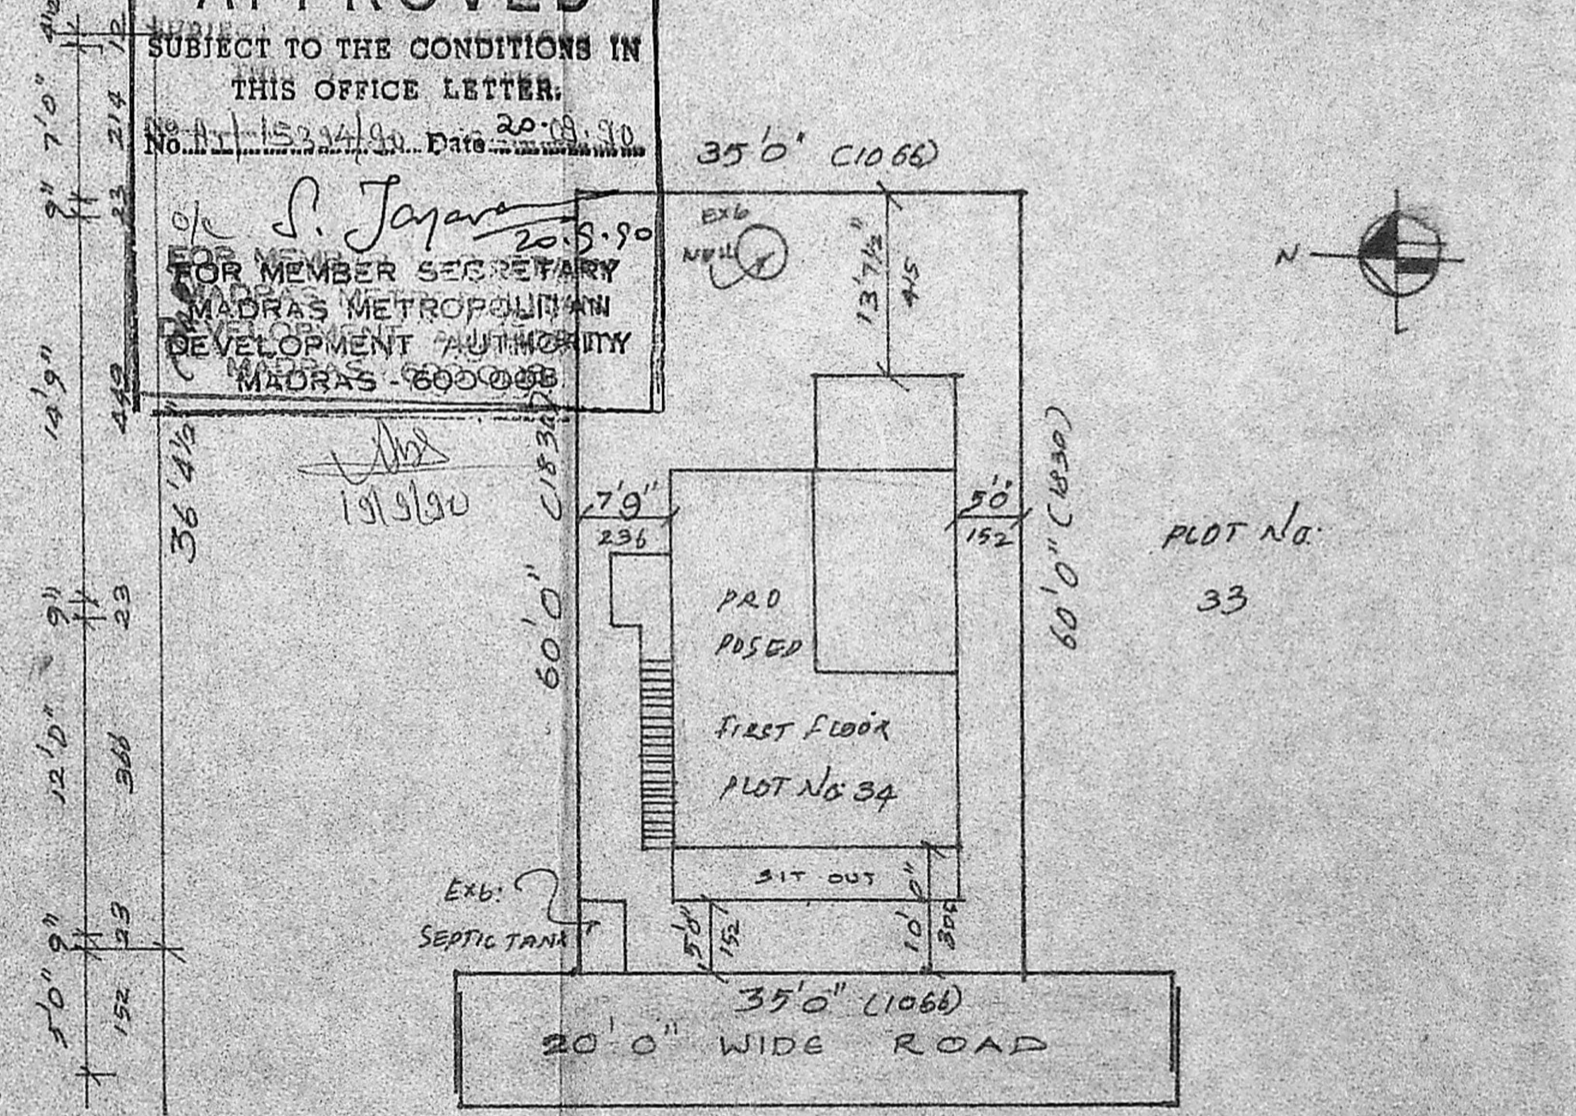 APPROVED
SUBJECT TO THE CONDITIONS IN
THIS OFFICE LETTER.
No. Date 20.09.90
20.9.90
FOR MEMBER SECRETARY
MADRAS METROPOLITAN
DEVELOPMENT AUTHORITY
MADRAS - 600 008
19/9/90
4½"
12
7'0"
214
9"
23
14'9"
449
36'4½"
9"
23
12'0"
366
9"
23
5'0"
152
35'0" (1066)
EXG
13'7½"
45
N
60'0" (1830)
7'9"
236
5'0"
152
60'0" (1830)
PLOT No.
33
PRO
POSED
FIRST FLOOR
PLOT No 34
SIT OUT
EXG:
SEPTIC TANK
5'0"
152
10'0"
305
35'0" (1066)
20'0" WIDE ROAD